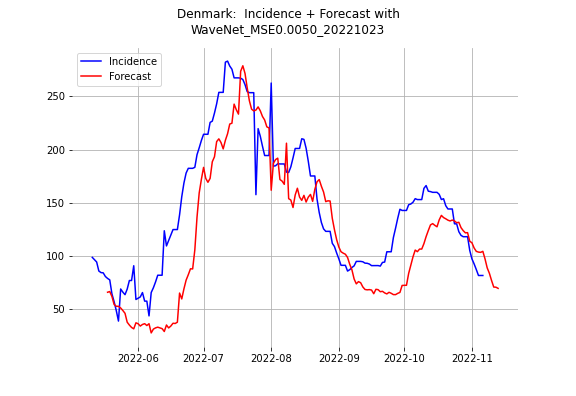 Denmark:  Incidence + Forecast with
WaveNet_MSE0.0050_20221023
Incidence
Forecast
250
200
150
100
50
2022-06
2022-07
2022-08
2022-09
2022-10
2022-11